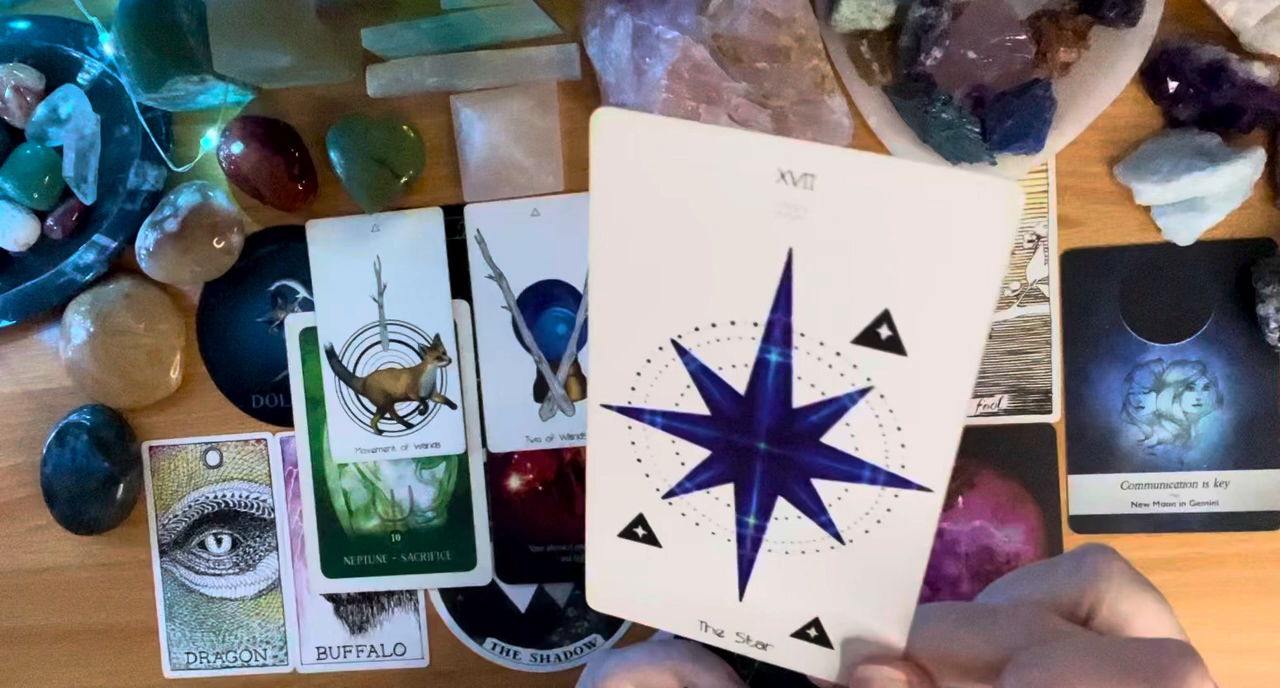 XVII
The Star
Movement of Wands
Two of Wands
DOL
10
NEPTUNE - SACRIFICE
DRAGON
BUFFALO
THE SHADOW
Fool
Communication is key
New Moon in Gemini